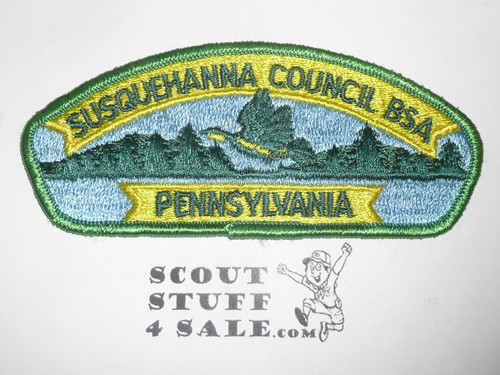 SUSQUEHANNA COUNCIL BSA
PENNSYLVANIA
SCOUT
STUFF
4 SALE.COM